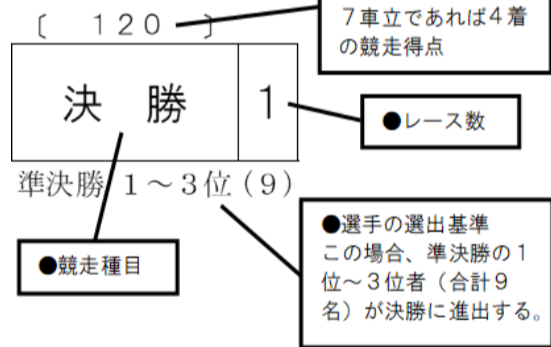 〔 120 〕
7車立であれば4着
の競走得点
決 勝 1
●レース数
準決勝 1~3位(9)
●競走種目
●選手の選出基準
この場合、準決勝の1
位~3位者(合計9
名)が決勝に進出する。